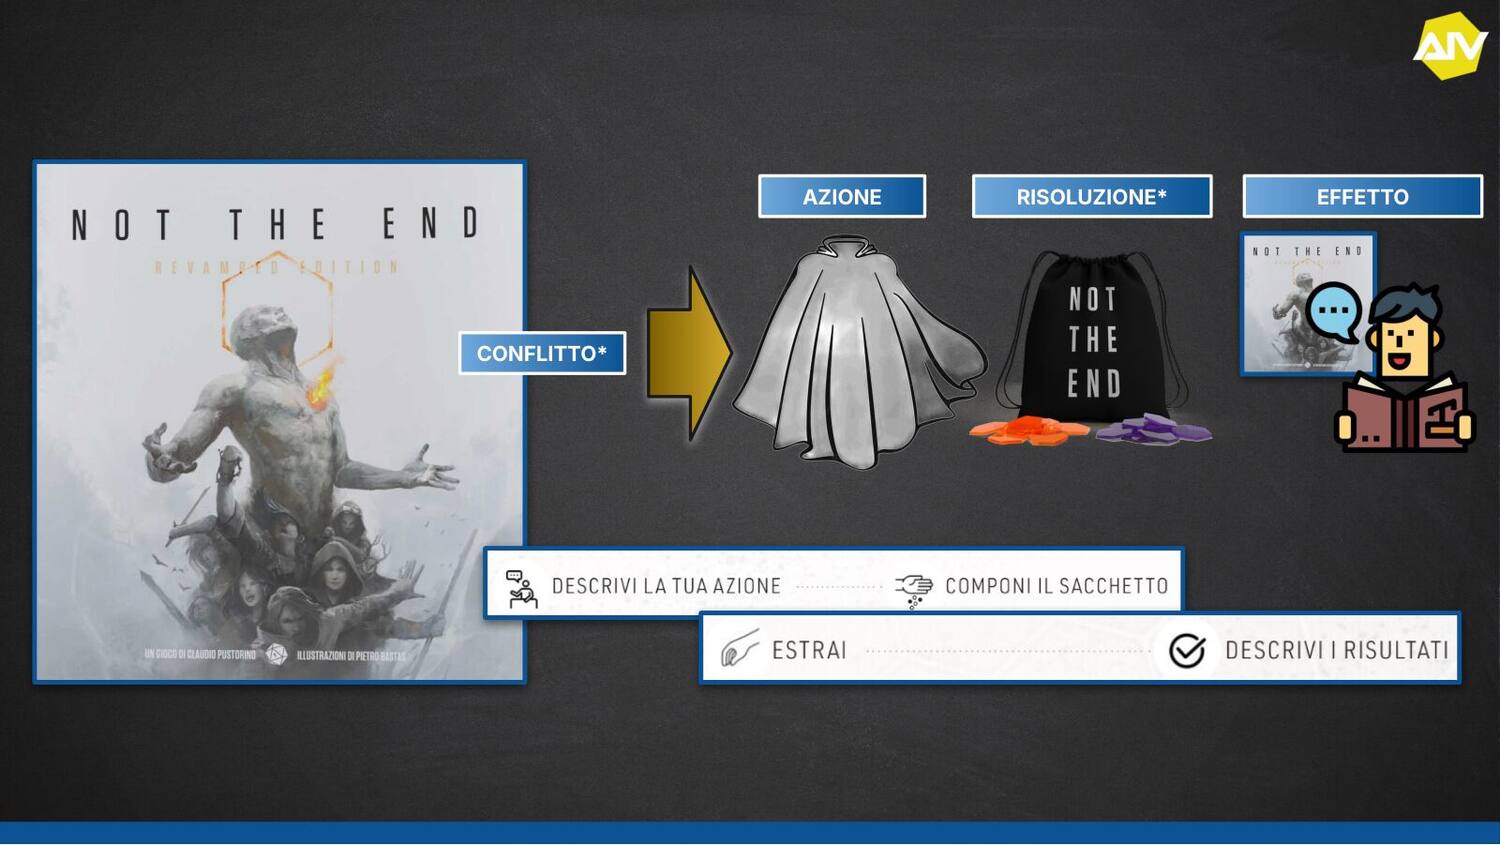 AIV
NOT THE END
REVAMPED EDITION
UN GIOCO DI CLAUDIO PUSTORINO
ILLUSTRAZIONI DI PIETRO BASTAS
CONFLITTO*
AZIONE
RISOLUZIONE*
EFFETTO
NOT
THE
END
NOT THE END
DESCRIVI LA TUA AZIONE
COMPONI IL SACCHETTO
ESTRAI
DESCRIVI I RISULTATI